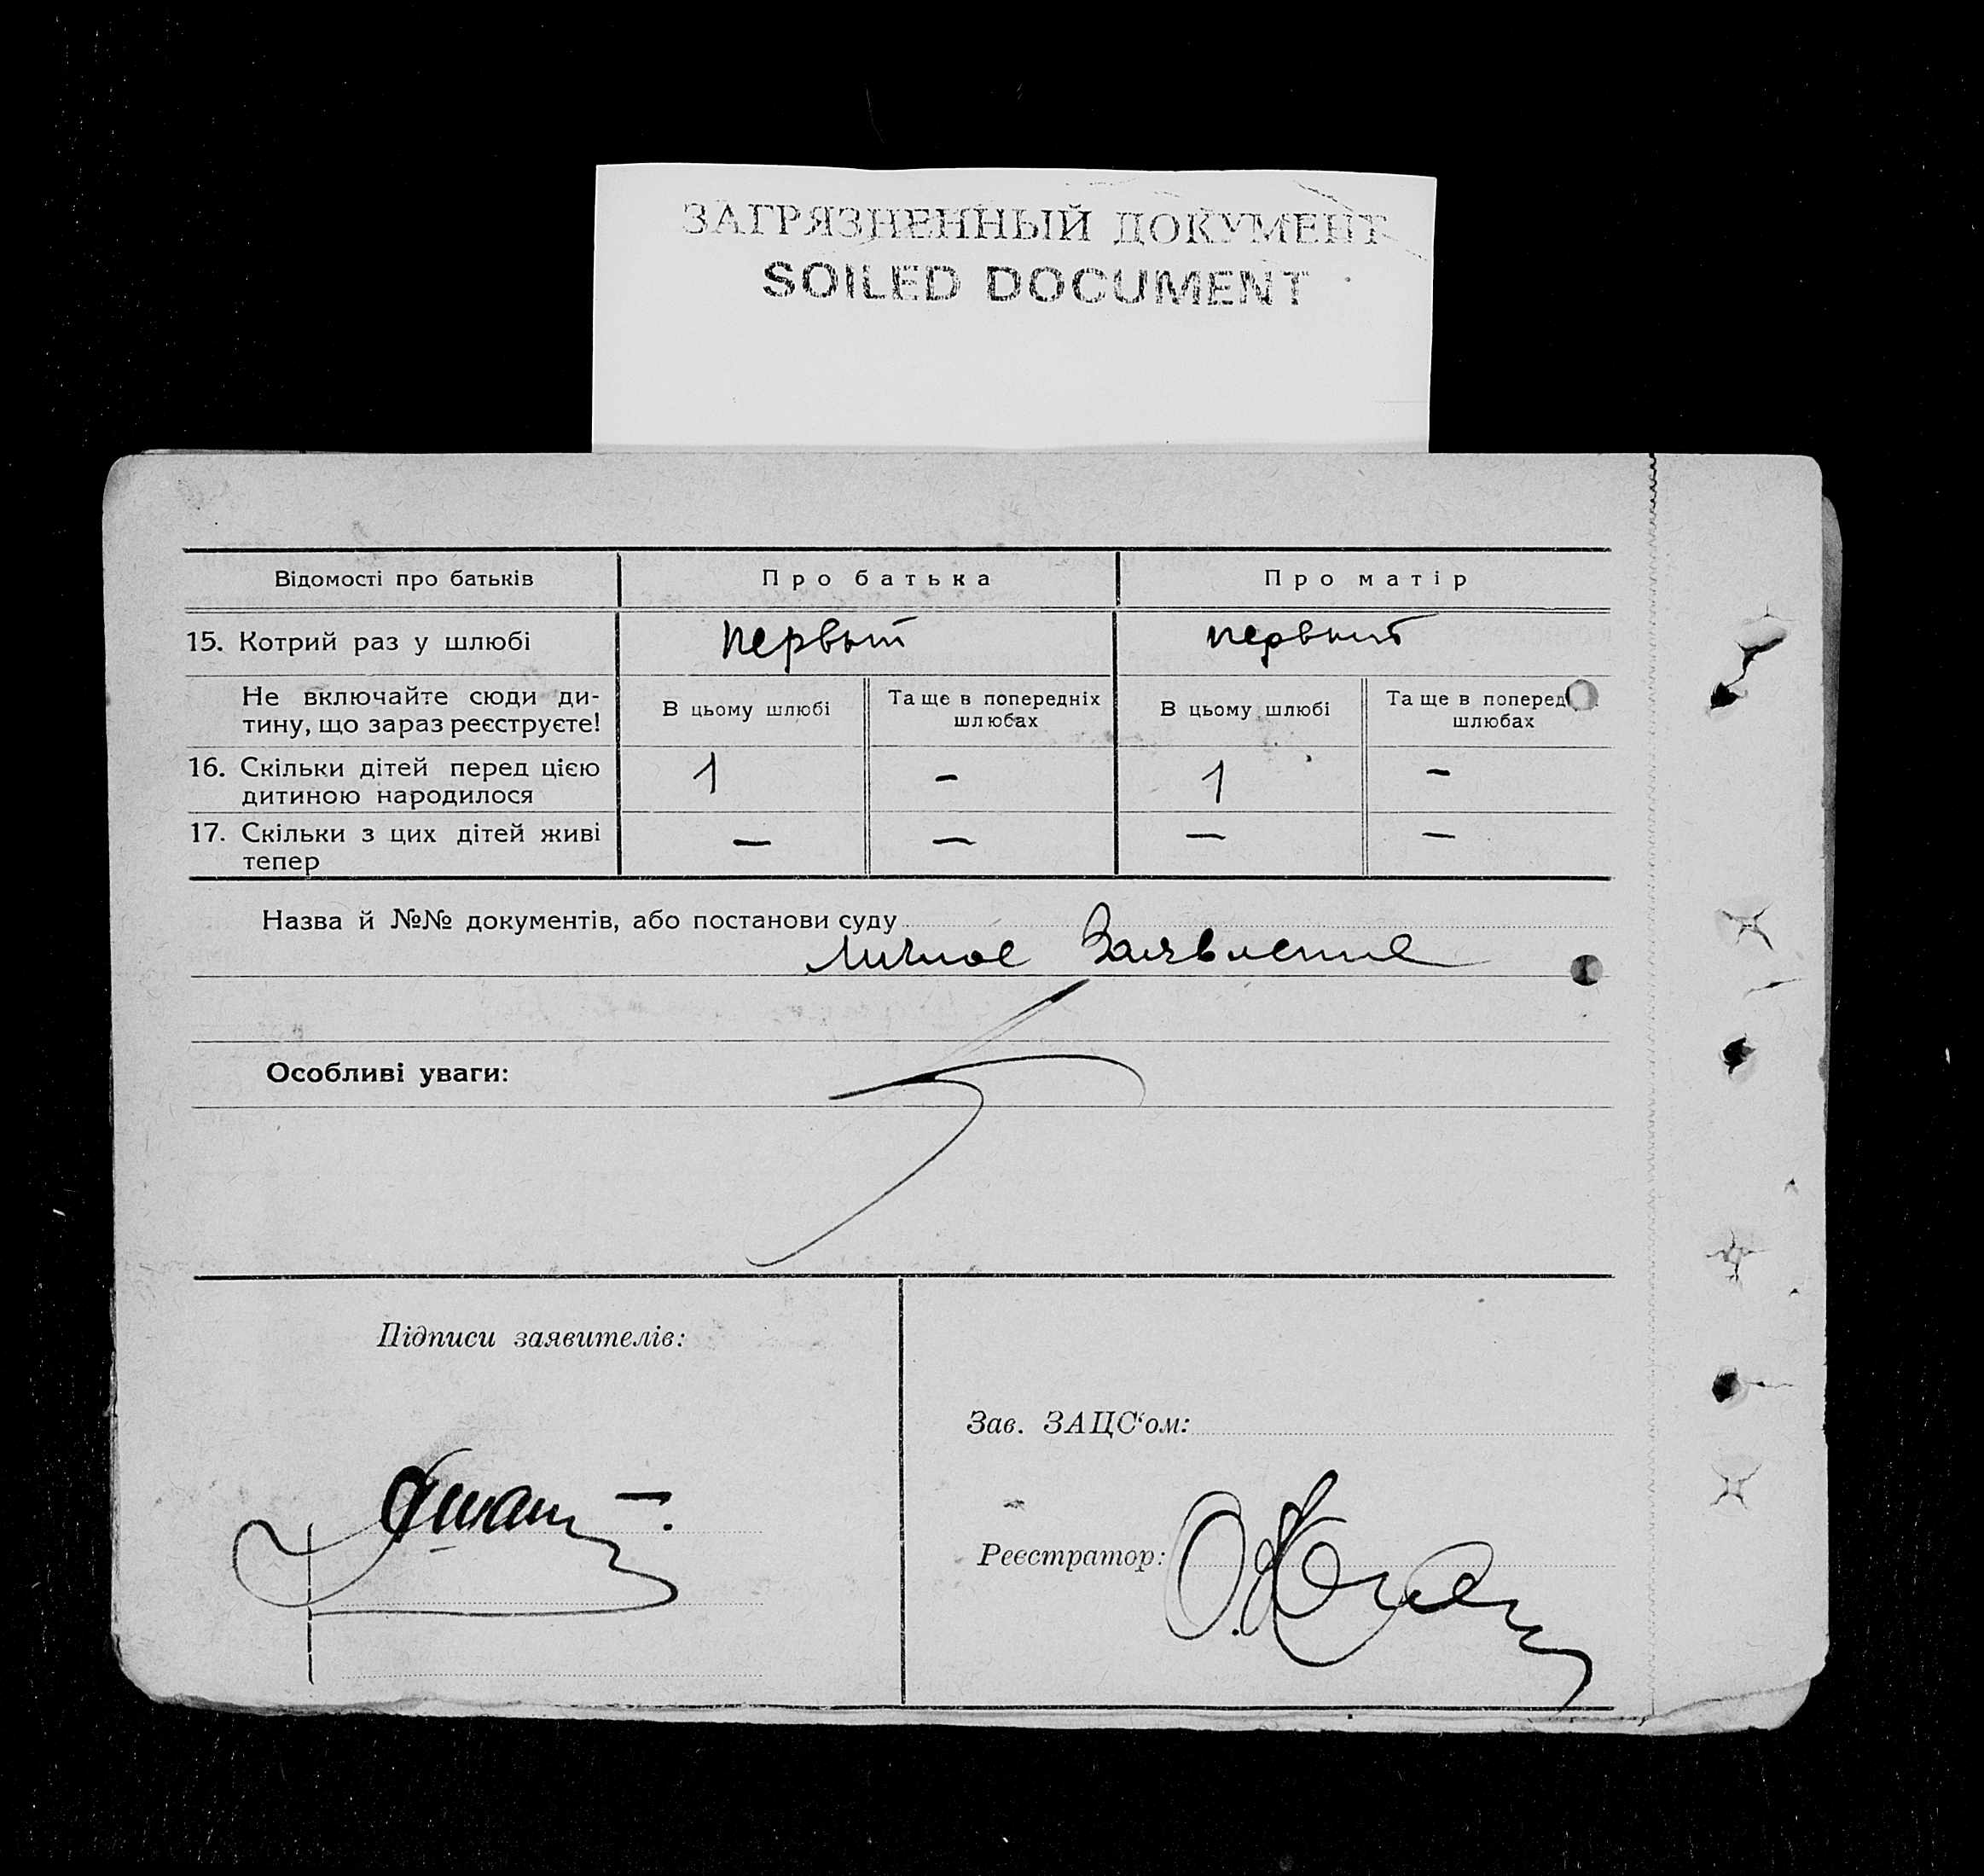 ЗАГРЯЗНЕННЫЙ ДОКУМЕНТ
SOILED DOCUMENT
Відомості про батьків Про батька Про матір
15. Котрий раз у шлюбі первый первый
Не включайте сюди ди-
тину, що зараз реєструєте!
В цьому шлюбі Та ще в попередніх В цьому шлюбі Та ще в поперед
шлюбах шлюбах
16. Скільки дітей перед цією
дитиною народилося 1 - 1 -
17. Скільки з цих дітей живі
тепер — — — —
Назва й №№ документів, або постанови суду
личное Заявление
Особливі уваги:
Підписи заявителів:
Зав. ЗАЦС‘ом:
Реєстратор: